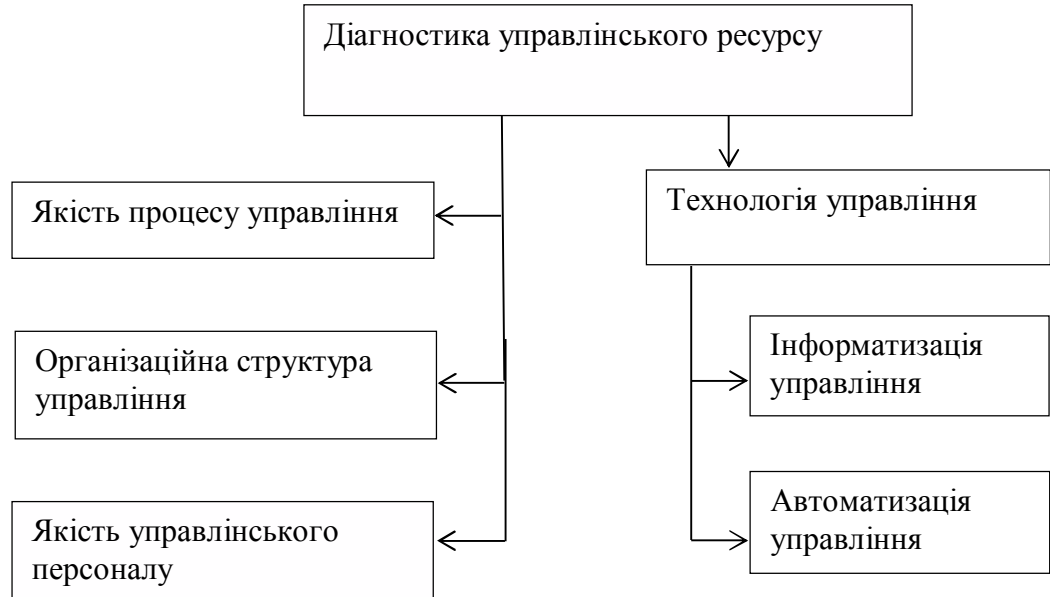 Діагностика управлінського ресурсу
Якість процесу управління
Технологія управління
Організаційна структура
управління
Інформатизація
управління
Якість управлінського
персоналу
Автоматизація
управління